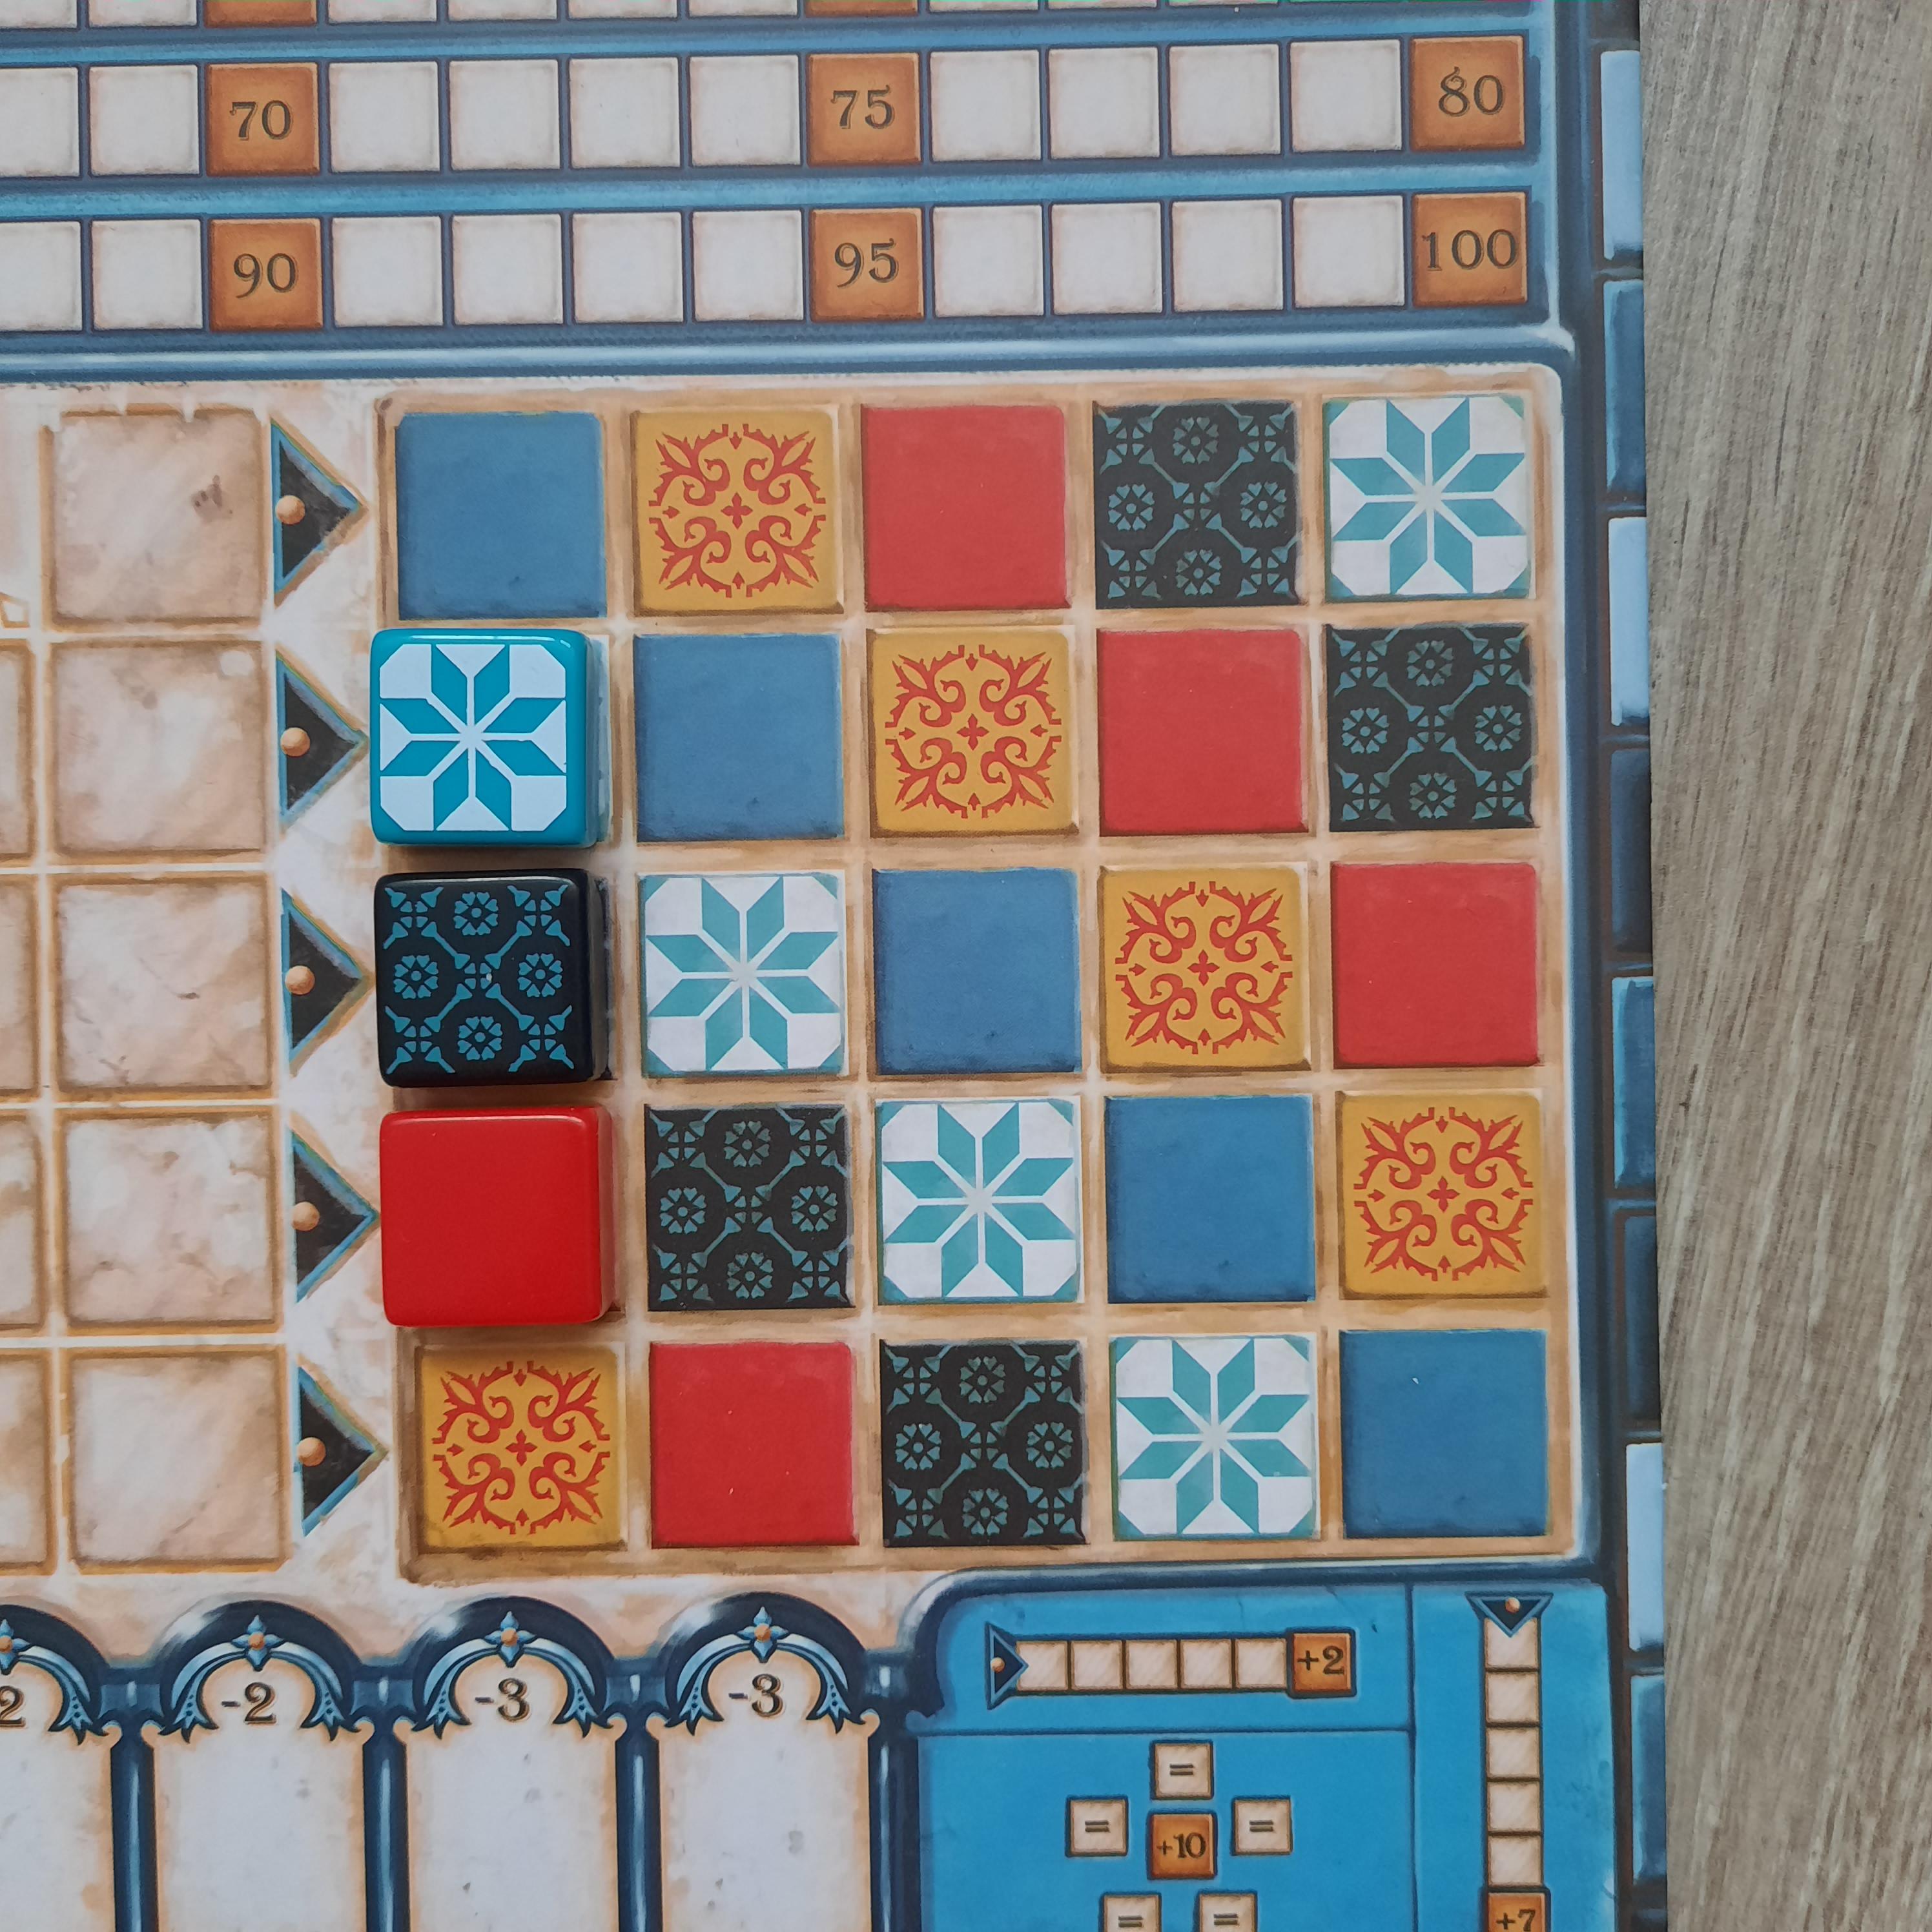 70 75 80
90 95 100
2 -2 -3 -3
+2
=
= +10 =
= =
+7